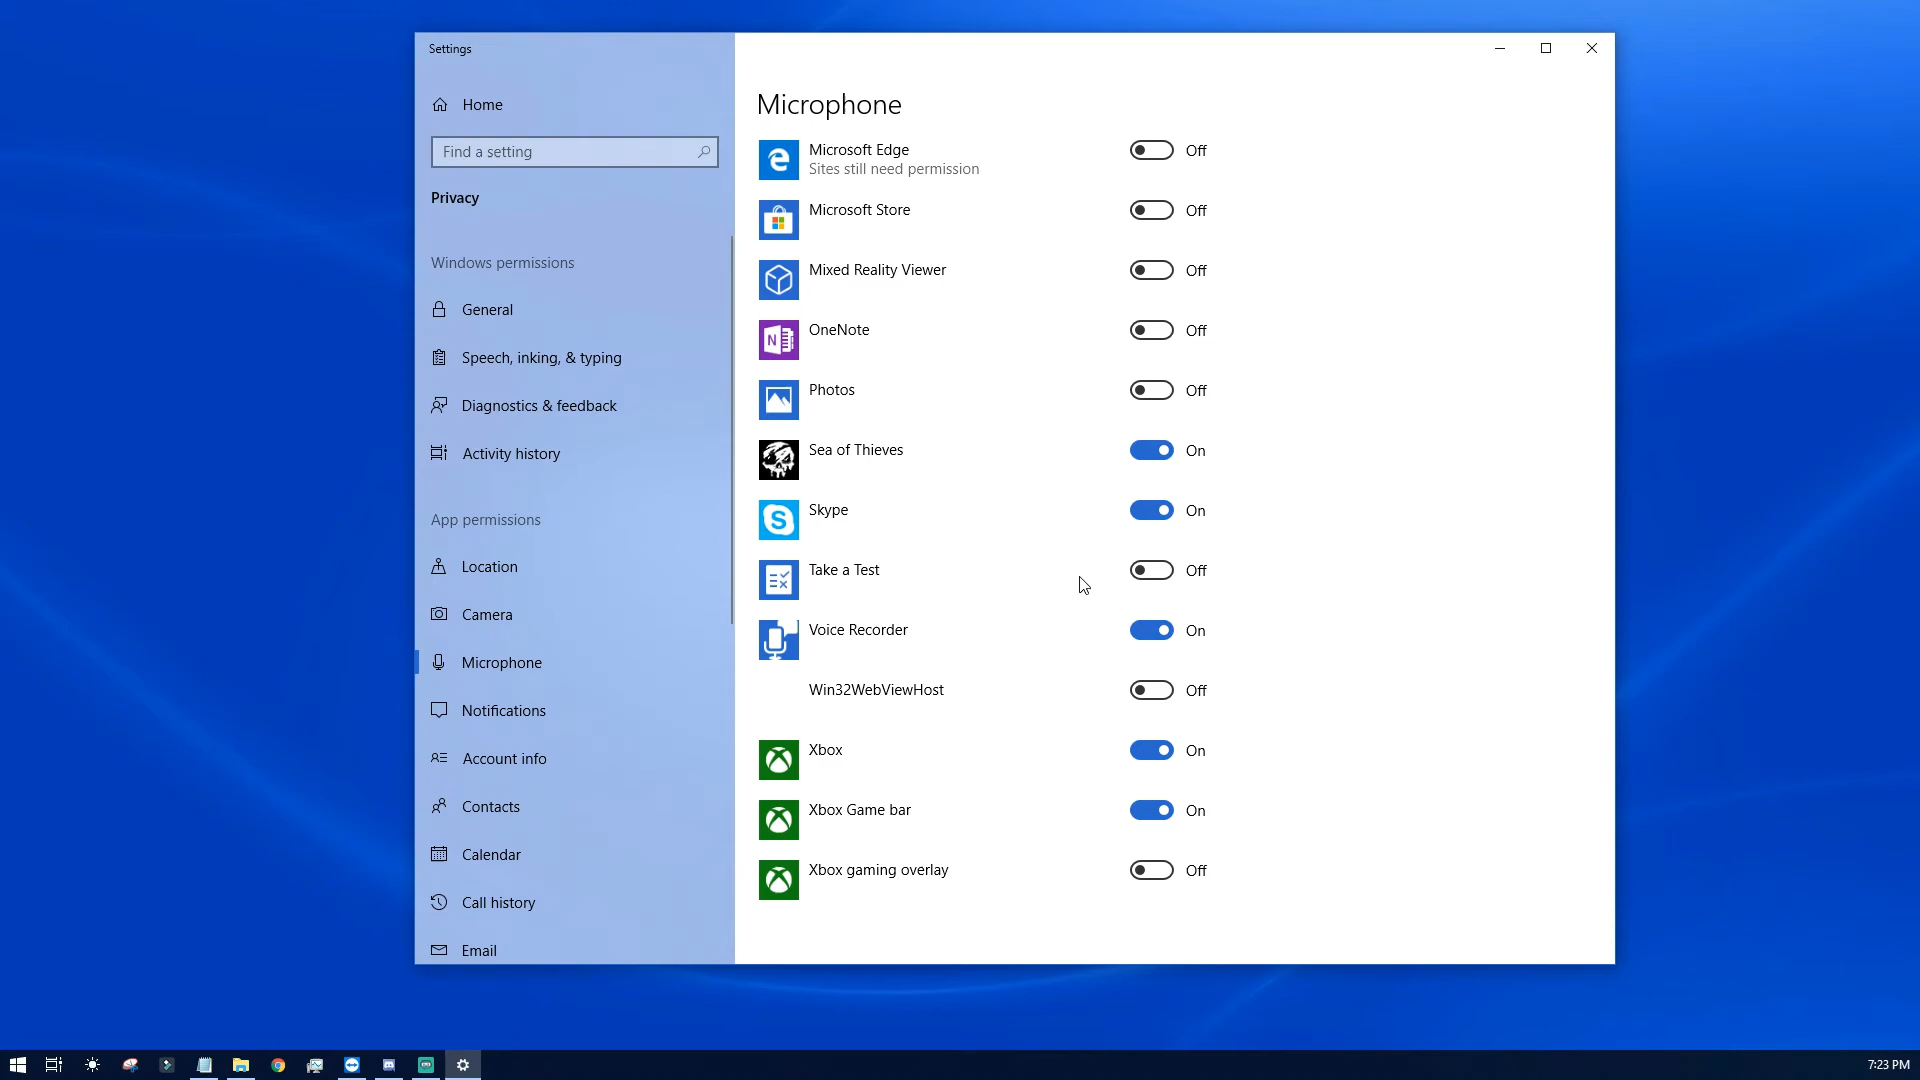 Settings
Home
Find a setting
Privacy
Windows permissions
General
Speech, inking, & typing
Diagnostics & feedback
Activity history
App permissions
Location
Camera
Microphone
Notifications
Account info
Contacts
Calendar
Call history
Email
Microphone
Microsoft Edge Off
Sites still need permission
Microsoft Store Off
Mixed Reality Viewer Off
OneNote Off
Photos Off
Sea of Thieves On
Skype On
Take a Test Off
Voice Recorder On
Win32WebViewHost Off
Xbox On
Xbox Game bar On
Xbox gaming overlay Off
7:23 PM